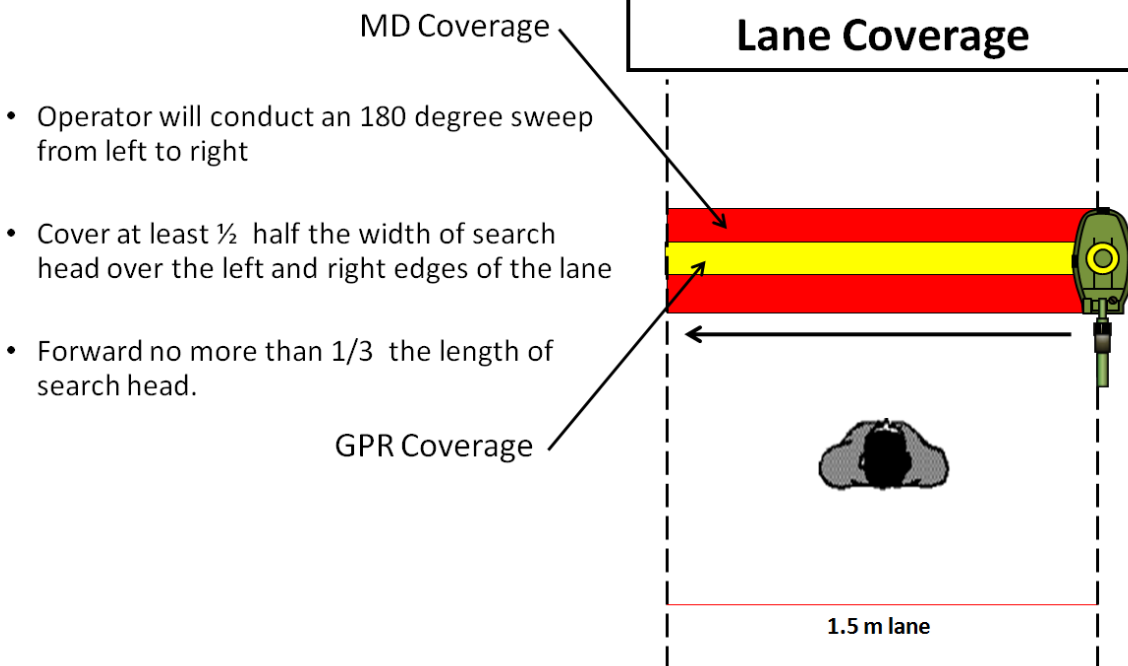 MD Coverage
Lane Coverage
• Operator will conduct an 180 degree sweep
from left to right
• Cover at least ½ half the width of search
head over the left and right edges of the lane
• Forward no more than 1/3 the length of
search head.
GPR Coverage
1.5 m lane